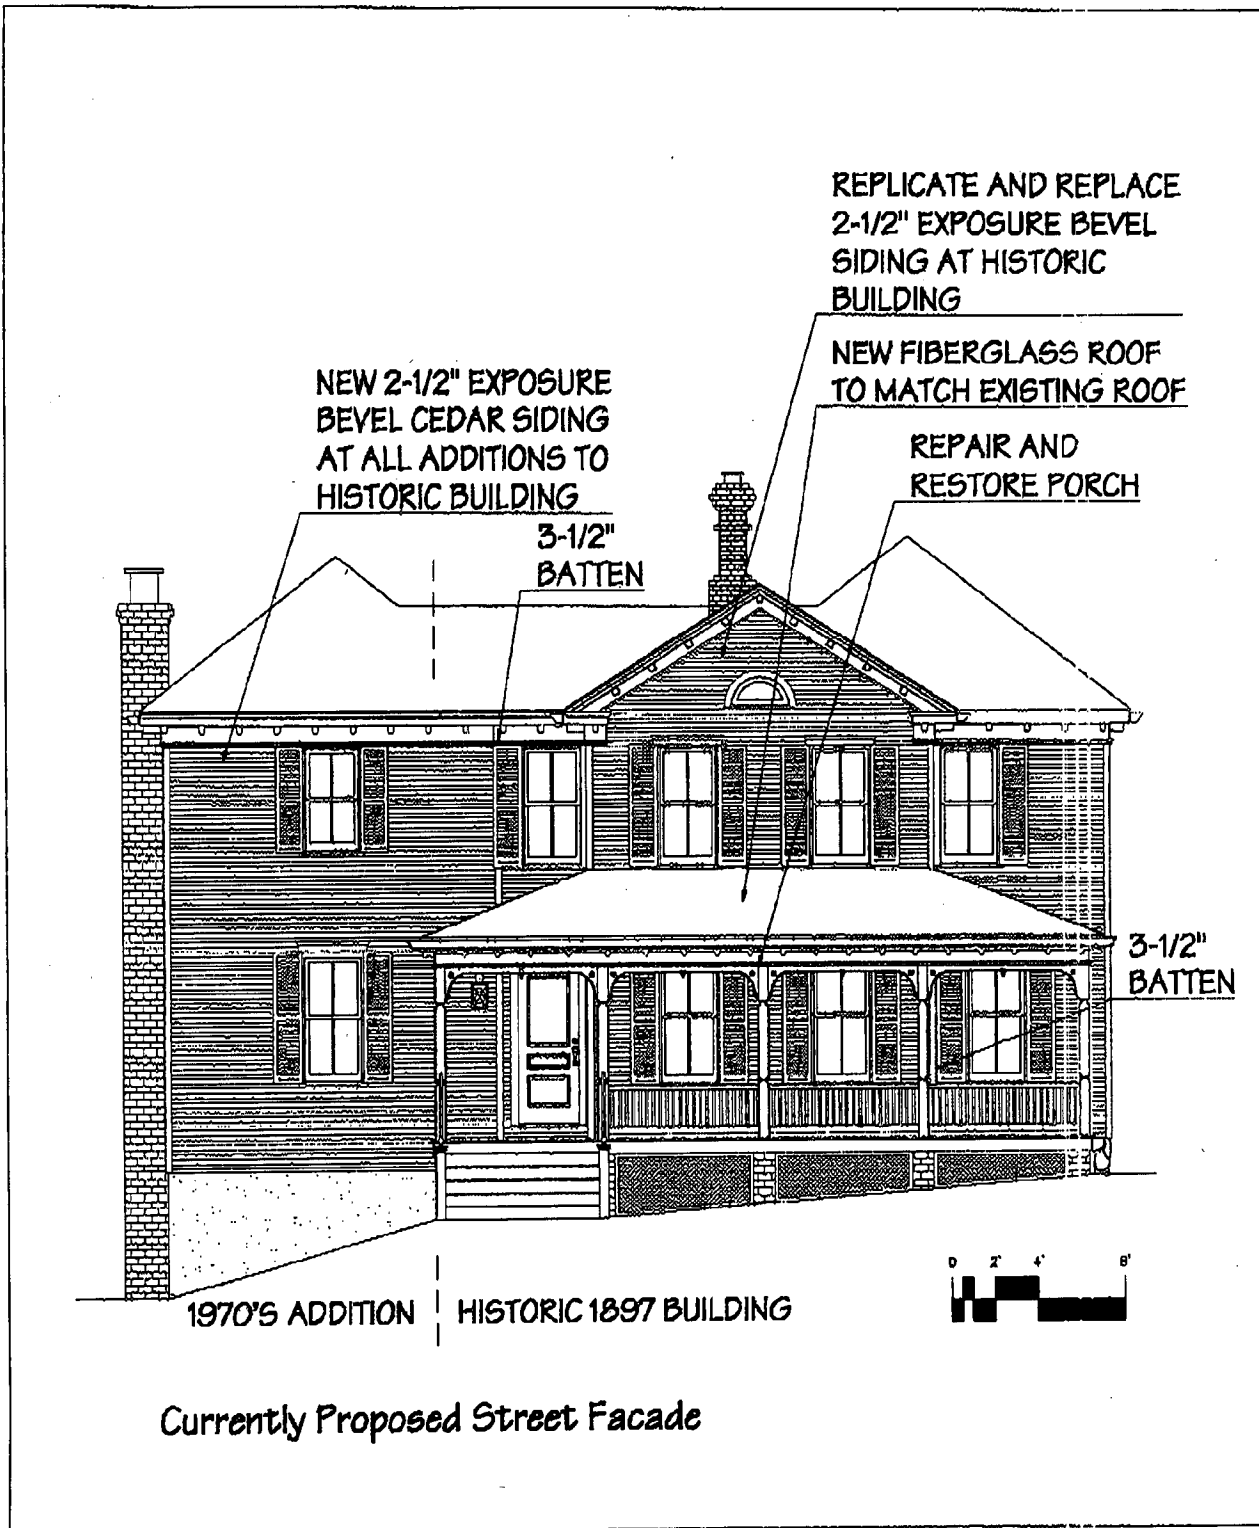 REPLICATE AND REPLACE
2-1/2" EXPOSURE BEVEL
SIDING AT HISTORIC
BUILDING
NEW FIBERGLASS ROOF
TO MATCH EXISTING ROOF
REPAIR AND
RESTORE PORCH
NEW 2-1/2" EXPOSURE
BEVEL CEDAR SIDING
AT ALL ADDITIONS TO
HISTORIC BUILDING
3-1/2"
BATTEN
3-1/2"
BATTEN
0 2' 4' 8'
1970'S ADDITION
HISTORIC 1897 BUILDING
Currently Proposed Street Facade